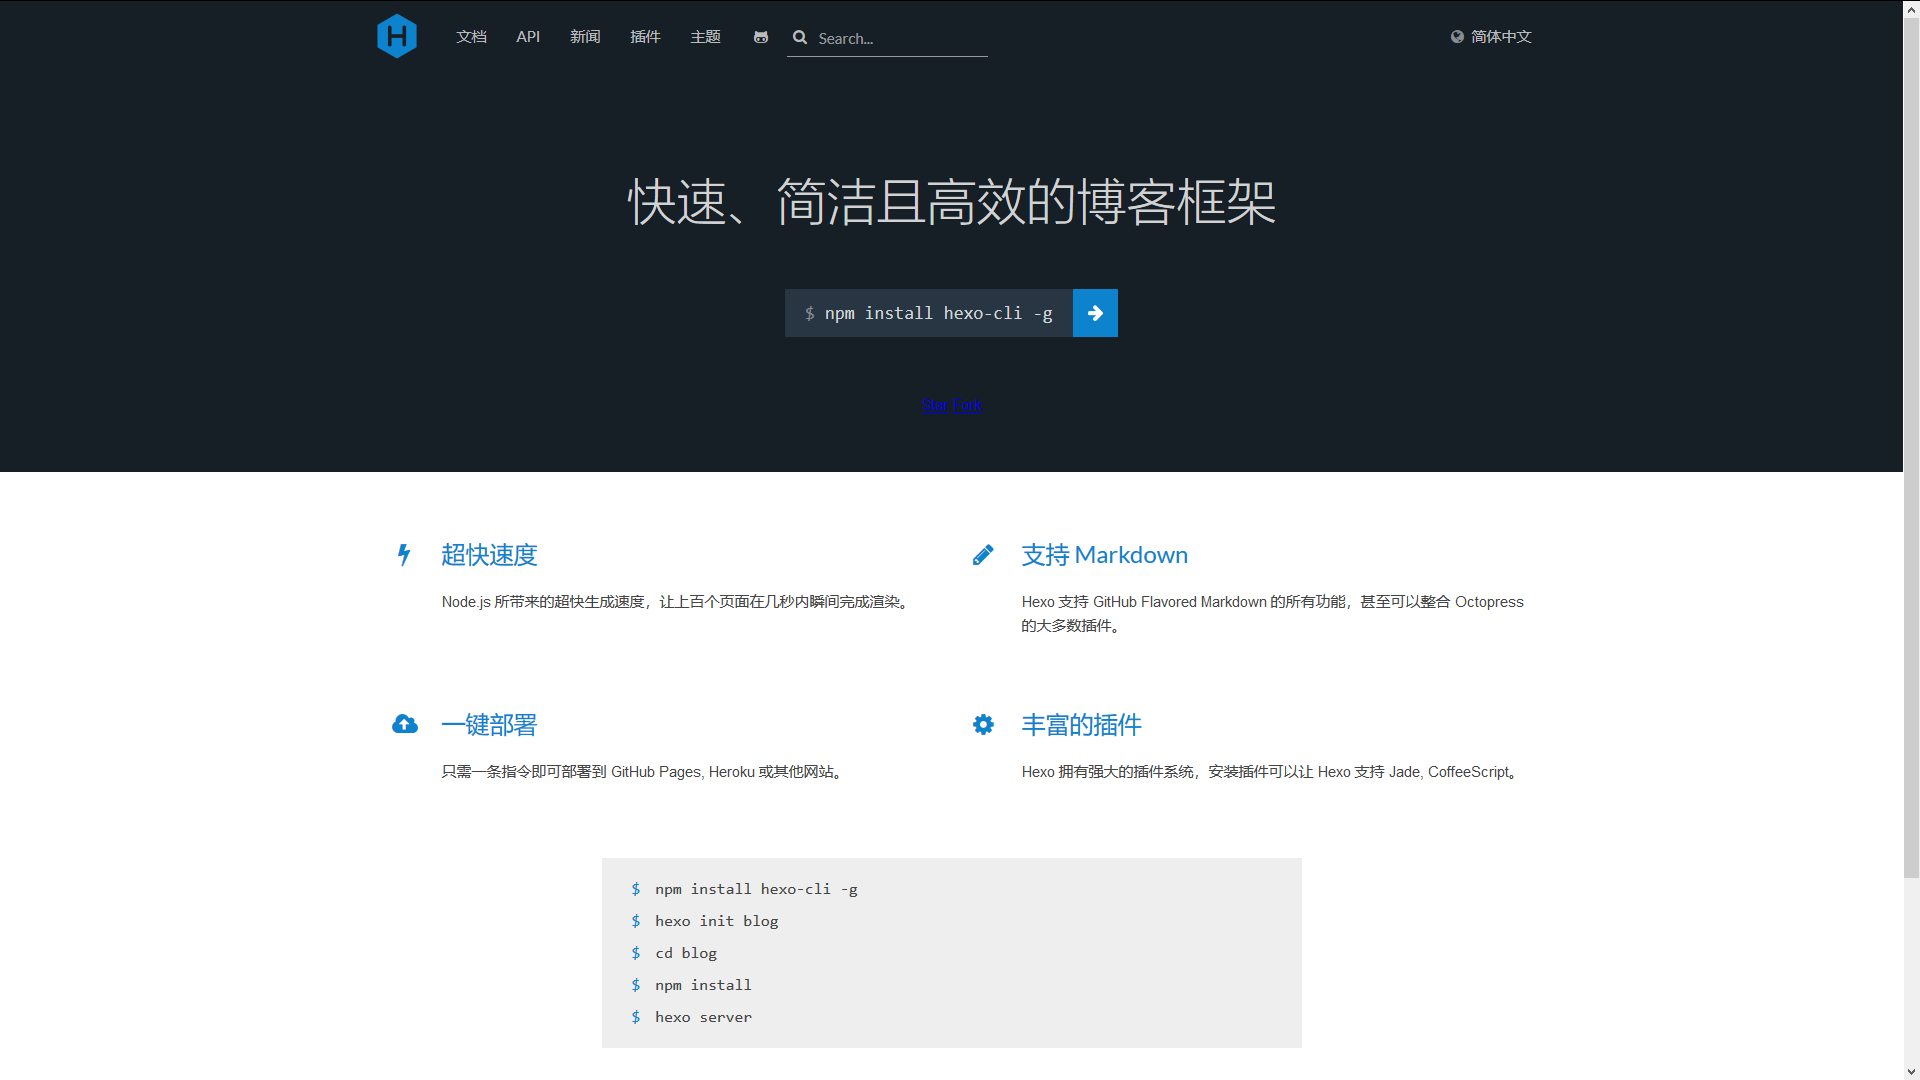 H
文档 API 新闻 插件 主题 Search... 简体中文
快速、简洁且高效的博客框架
$ npm install hexo-cli -g
Star Fork
超快速度
Node.js 所带来的超快生成速度，让上百个页面在几秒内瞬间完成渲染。
支持 Markdown
Hexo 支持 GitHub Flavored Markdown 的所有功能，甚至可以整合 Octopress
的大多数插件。
一键部署
只需一条指令即可部署到 GitHub Pages, Heroku 或其他网站。
丰富的插件
Hexo 拥有强大的插件系统，安装插件可以让 Hexo 支持 Jade, CoffeeScript。
$ npm install hexo-cli -g
$ hexo init blog
$ cd blog
$ npm install
$ hexo server